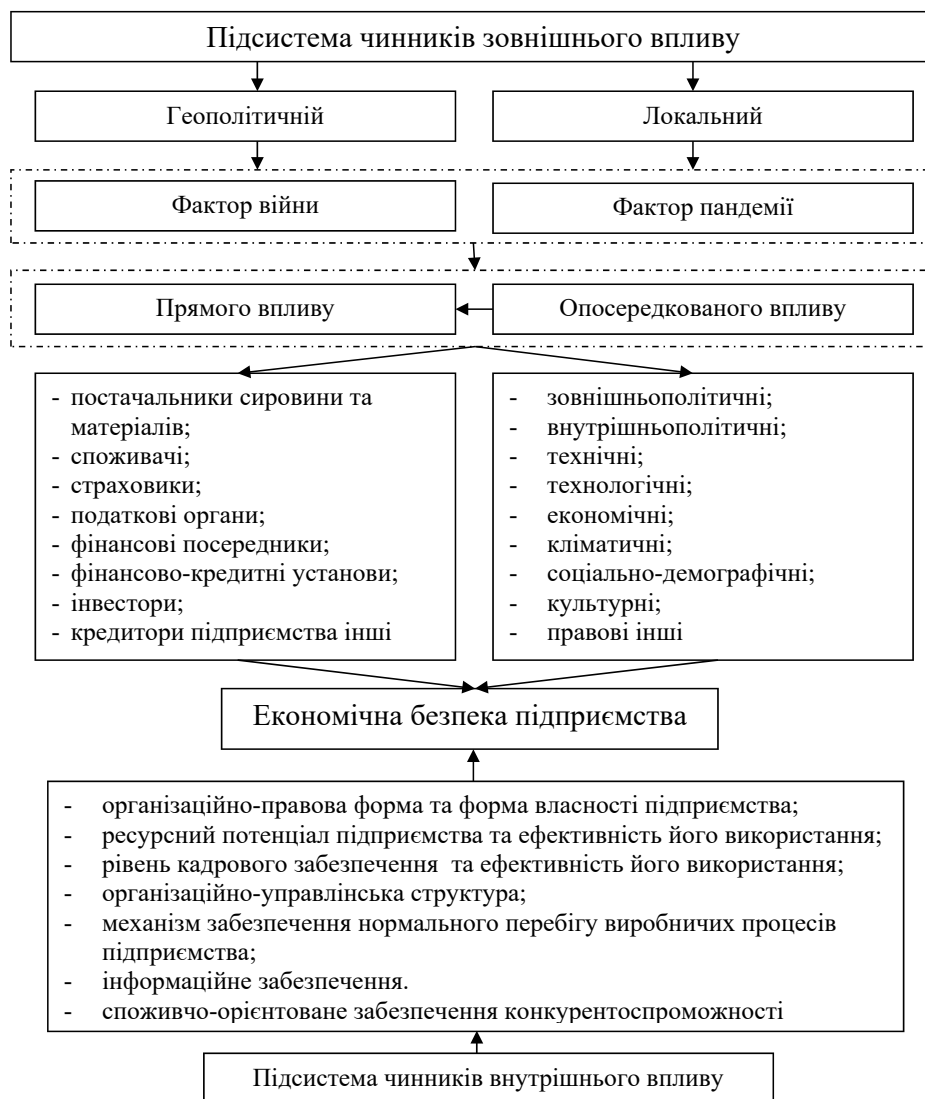 Підсистема чинників зовнішнього впливу
Геополітичній
Локальний
Фактор війни
Фактор пандемії
Прямого впливу
Опосередкованого впливу
- постачальники сировини та
матеріалів;
- споживачі;
- страховики;
- податкові органи;
- фінансові посередники;
- фінансово-кредитні установи;
- інвестори;
- кредитори підприємства інші
- зовнішньополітичні;
- внутрішньополітичні;
- технічні;
- технологічні;
- економічні;
- кліматичні;
- соціально-демографічні;
- культурні;
- правові інші
Економічна безпека підприємства
- організаційно-правова форма та форма власності підприємства;
- ресурсний потенціал підприємства та ефективність його використання;
- рівень кадрового забезпечення та ефективність його використання;
- організаційно-управлінська структура;
- механізм забезпечення нормального перебігу виробничих процесів
підприємства;
- інформаційне забезпечення.
- споживчо-орієнтоване забезпечення конкурентоспроможності
Підсистема чинників внутрішнього впливу